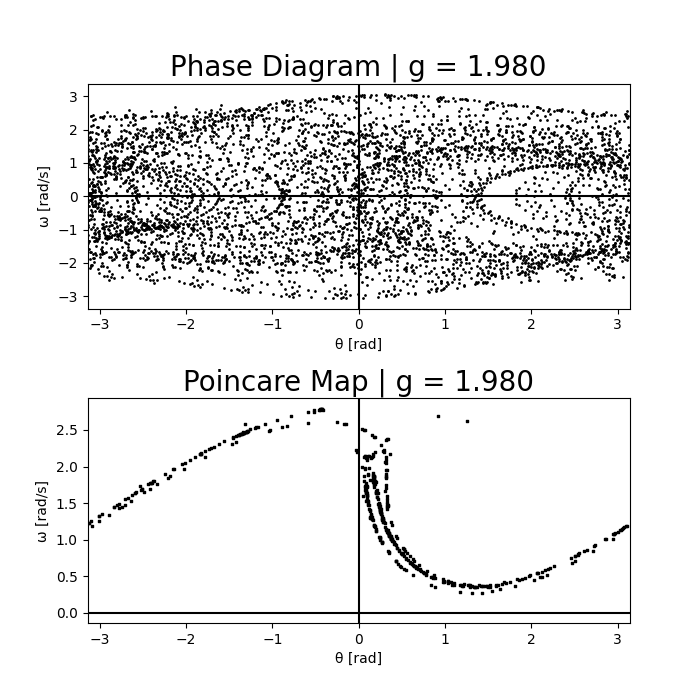 Phase Diagram | g = 1.980
3
2
1
0
−1
−2
−3
ω [rad/s]
−3 −2 −1 0 1 2 3
θ [rad]
Poincare Map | g = 1.980
2.5
2.0
1.5
1.0
0.5
0.0
ω [rad/s]
−3 −2 −1 0 1 2 3
θ [rad]